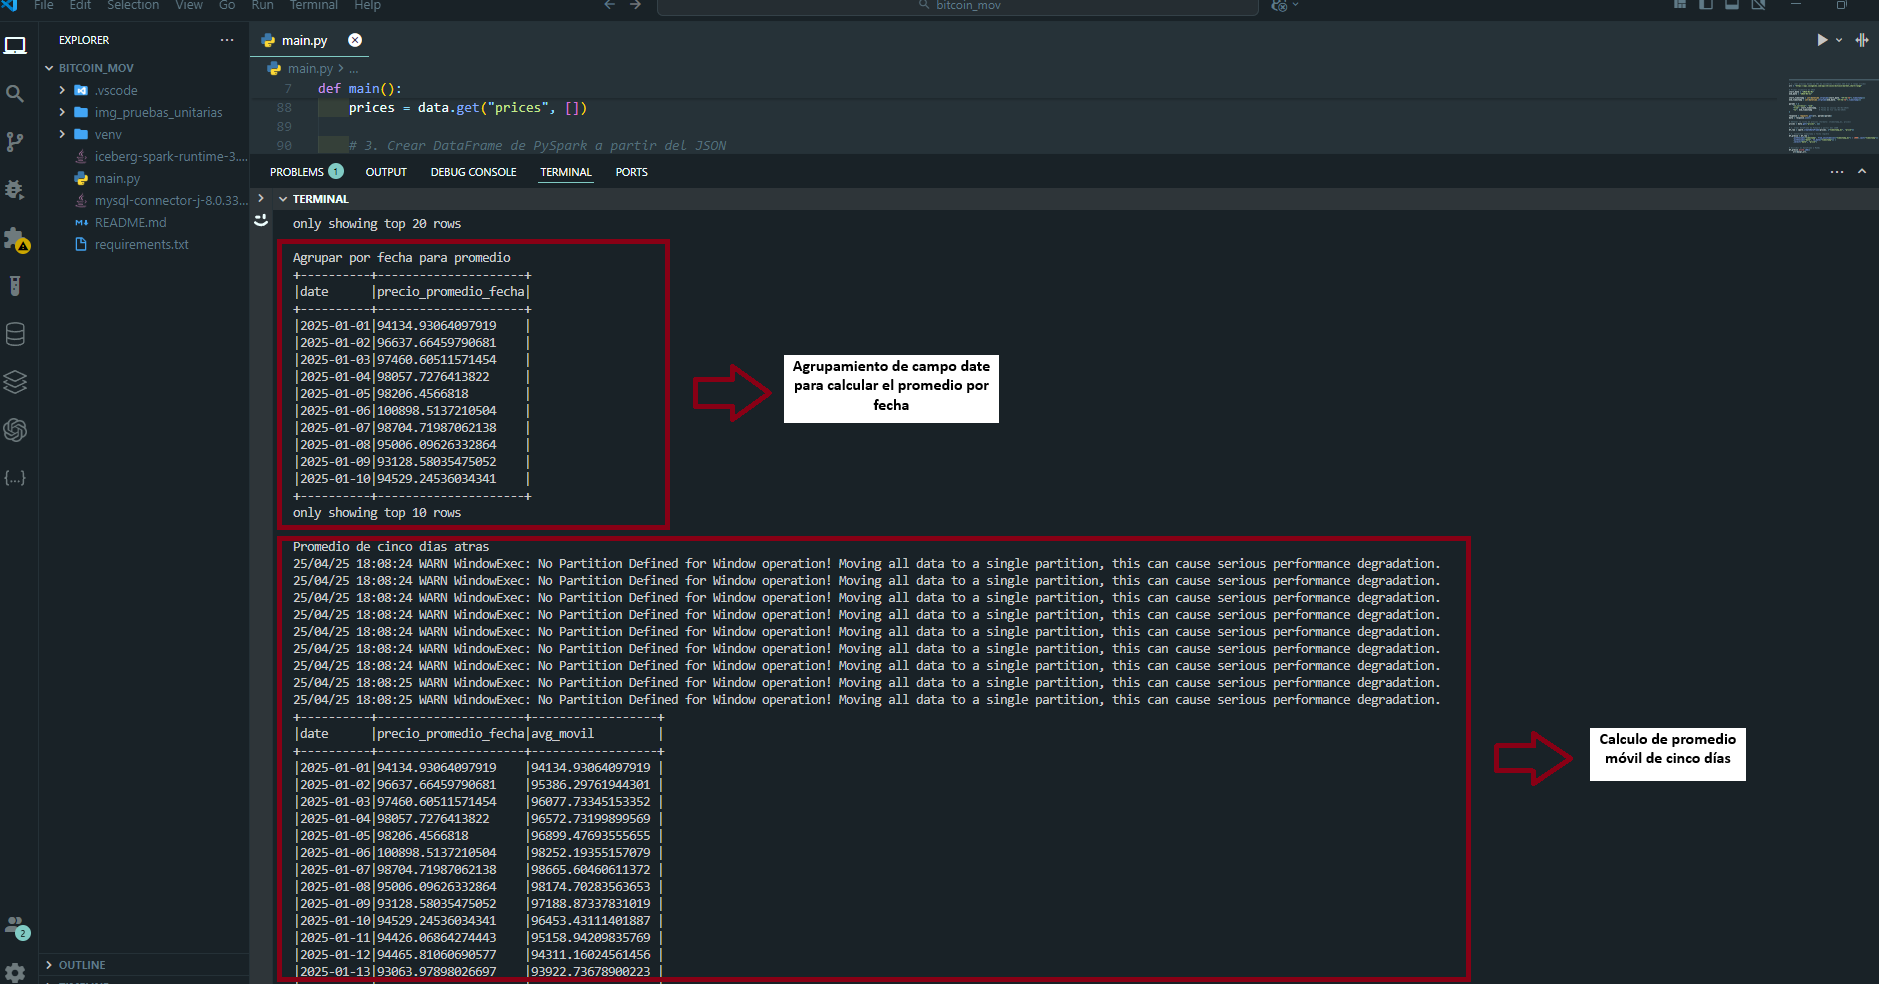 File Edit Selection View Go Run Terminal Help
bitcoin_mov
EXPLORER
BITCOIN_MOV
.vscode
img_pruebas_unitarias
venv
iceberg-spark-runtime-3....
main.py
mysql-connector-j-8.0.33...
README.md
requirements.txt
OUTLINE
2
main.py
main.py > ...
7 def main():
88 prices = data.get("prices", [])
89
90 # 3. Crear DataFrame de PySpark a partir del JSON
PROBLEMS 1 OUTPUT DEBUG CONSOLE TERMINAL PORTS
TERMINAL
only showing top 20 rows
Agrupar por fecha para promedio
+----------+---------------------+
|date      |precio_promedio_fecha|
+----------+---------------------+
|2025-01-01|94134.93064097919    |
|2025-01-02|96637.66459790681    |
|2025-01-03|97460.60511571454    |
|2025-01-04|98057.7276413822     |
|2025-01-05|98206.4566818        |
|2025-01-06|100898.5137210504    |
|2025-01-07|98704.71987062138    |
|2025-01-08|95006.09626332864    |
|2025-01-09|93128.58035475052    |
|2025-01-10|94529.24536034341    |
+----------+---------------------+
only showing top 10 rows
Agrupamiento de campo date
para calcular el promedio por
fecha
Promedio de cinco dias atras
25/04/25 18:08:24 WARN WindowExec: No Partition Defined for Window operation! Moving all data to a single partition, this can cause serious performance degradation.
25/04/25 18:08:24 WARN WindowExec: No Partition Defined for Window operation! Moving all data to a single partition, this can cause serious performance degradation.
25/04/25 18:08:24 WARN WindowExec: No Partition Defined for Window operation! Moving all data to a single partition, this can cause serious performance degradation.
25/04/25 18:08:24 WARN WindowExec: No Partition Defined for Window operation! Moving all data to a single partition, this can cause serious performance degradation.
25/04/25 18:08:24 WARN WindowExec: No Partition Defined for Window operation! Moving all data to a single partition, this can cause serious performance degradation.
25/04/25 18:08:24 WARN WindowExec: No Partition Defined for Window operation! Moving all data to a single partition, this can cause serious performance degradation.
25/04/25 18:08:24 WARN WindowExec: No Partition Defined for Window operation! Moving all data to a single partition, this can cause serious performance degradation.
25/04/25 18:08:25 WARN WindowExec: No Partition Defined for Window operation! Moving all data to a single partition, this can cause serious performance degradation.
25/04/25 18:08:25 WARN WindowExec: No Partition Defined for Window operation! Moving all data to a single partition, this can cause serious performance degradation.
+----------+---------------------+-----------------+
|date      |precio_promedio_fecha|avg_movil        |
+----------+---------------------+-----------------+
|2025-01-01|94134.93064097919    |94134.93064097919 |
|2025-01-02|96637.66459790681    |95386.29761944301 |
|2025-01-03|97460.60511571454    |96077.73345153352 |
|2025-01-04|98057.7276413822     |96572.73199899569 |
|2025-01-05|98206.4566818        |96899.47693555655 |
|2025-01-06|100898.5137210504    |98252.19355157079 |
|2025-01-07|98704.71987062138    |98665.60460611372 |
|2025-01-08|95006.09626332864    |98174.70283563653 |
|2025-01-09|93128.58035475052    |97188.87337831019 |
|2025-01-10|94529.24536034341    |96453.43111401887 |
|2025-01-11|94426.06864274443    |95158.94209835769 |
|2025-01-12|94465.81060690577    |94311.16024561456 |
|2025-01-13|93063.97898026697    |93922.73678900223 |
Calculo de promedio
móvil de cinco días